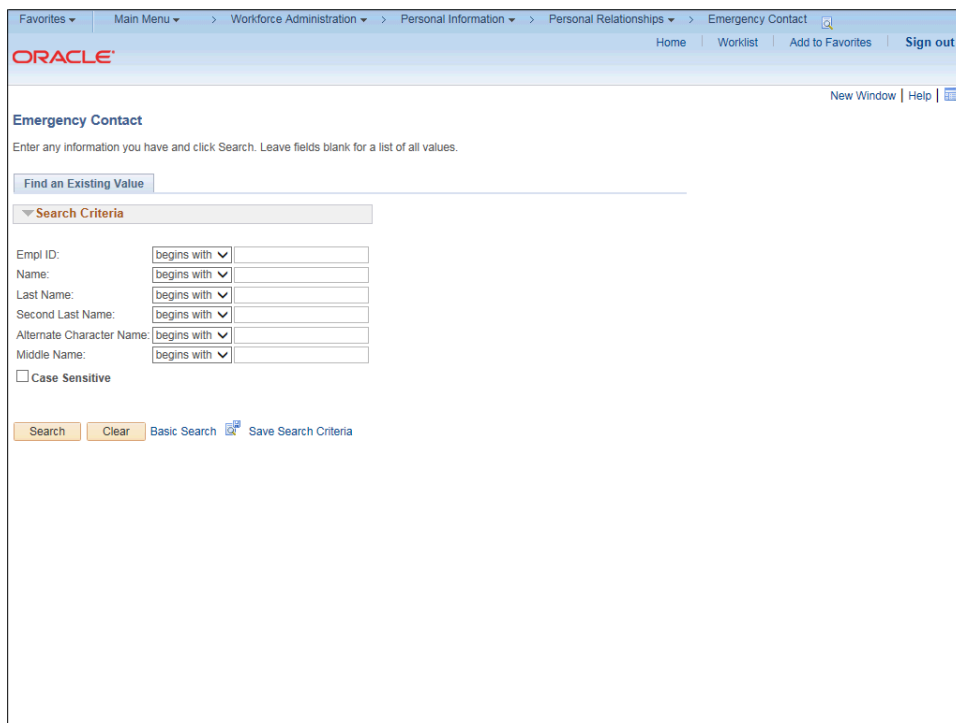 Favorites Main Menu > Workforce Administration > Personal Information > Personal Relationships > Emergency Contact
Home Worklist Add to Favorites Sign out
ORACLE
New Window | Help |
Emergency Contact
Enter any information you have and click Search. Leave fields blank for a list of all values.
Find an Existing Value
Search Criteria
Empl ID: begins with
Name: begins with
Last Name: begins with
Second Last Name: begins with
Alternate Character Name: begins with
Middle Name: begins with
Case Sensitive
Search Clear Basic Search Save Search Criteria